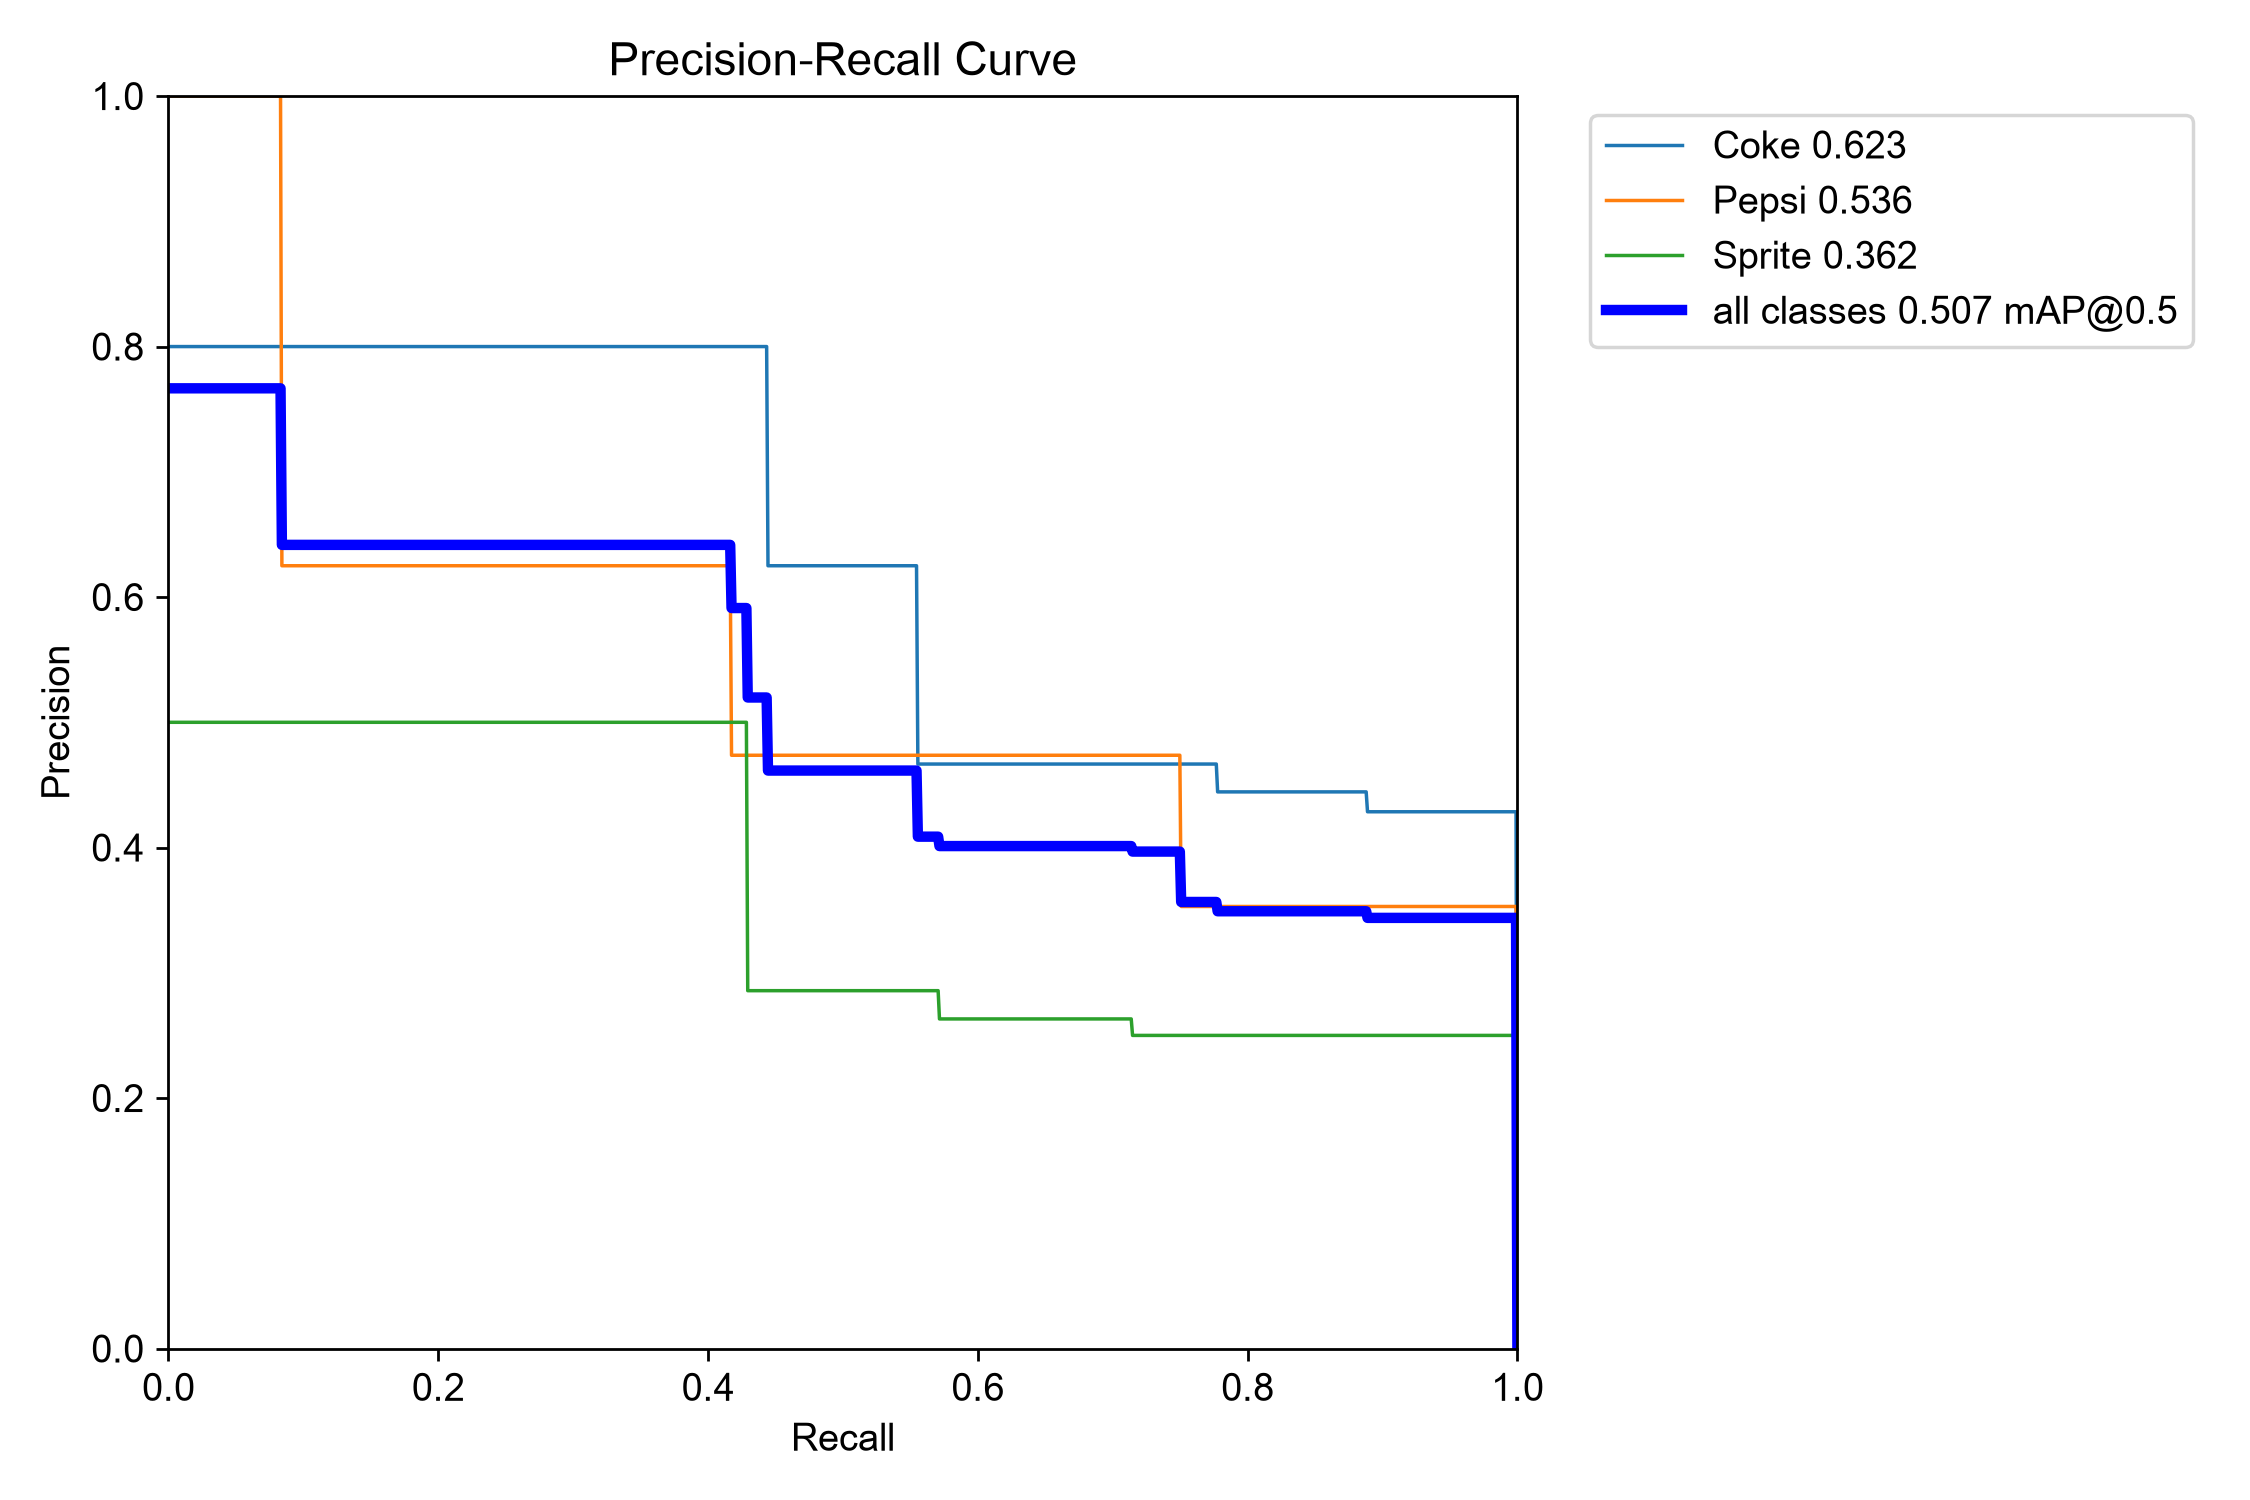 Precision-Recall Curve
1.0
0.8
0.6
0.4
0.2
0.0
Precision
0.0 0.2 0.4 0.6 0.8 1.0
Recall
Coke 0.623
Pepsi 0.536
Sprite 0.362
all classes 0.507 mAP@0.5